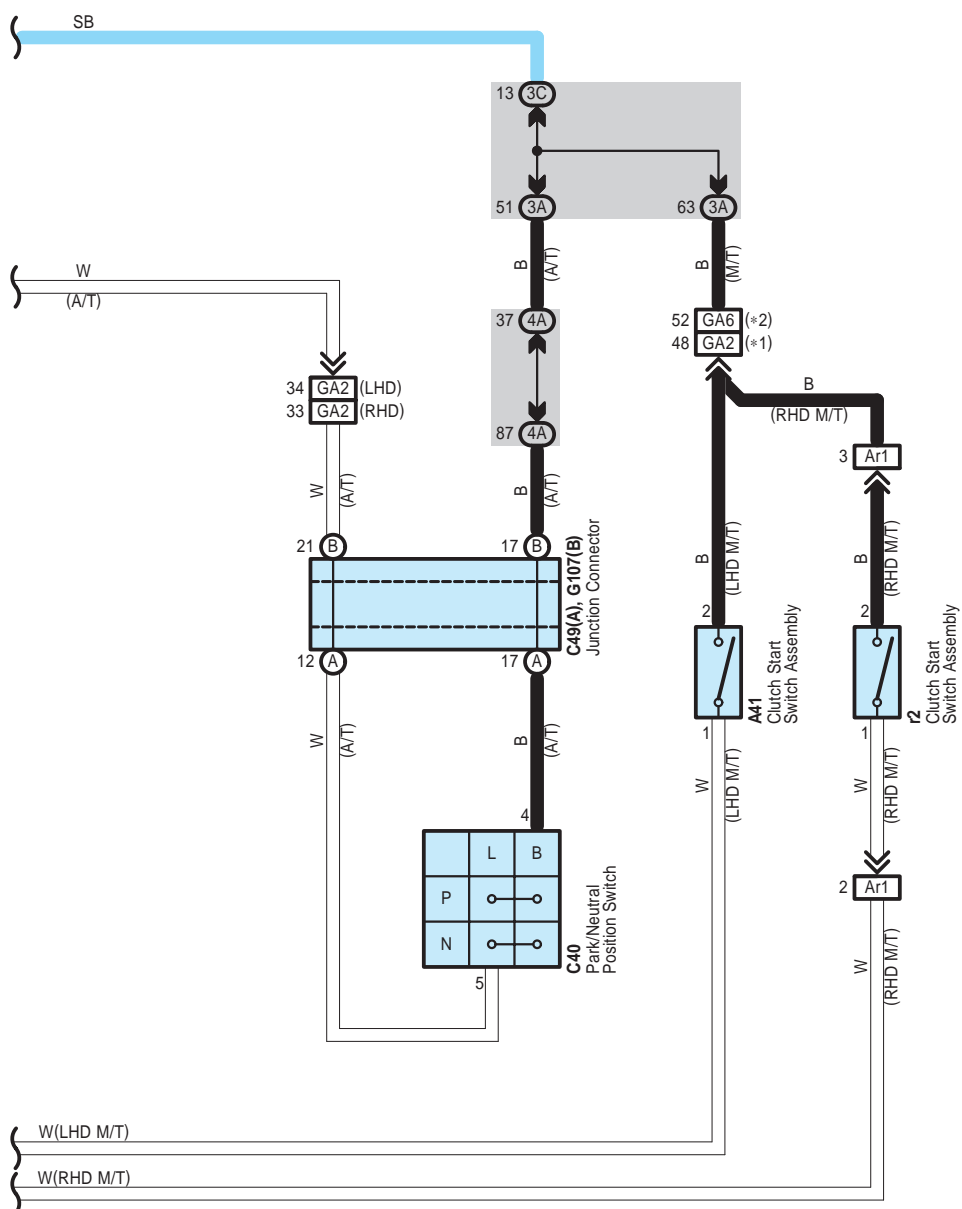 SB
13 3C
51 3A
63 3A
W
(A/T)
B
(A/T)
B
(M/T)
37 4A
52 GA6 (*2)
48 GA2 (*1)
34 GA2 (LHD)
33 GA2 (RHD)
B
(RHD M/T)
87 4A
3 Ar1
W
(A/T)
B
(A/T)
B
(LHD M/T)
B
(RHD M/T)
21 B
17 B
C49(A), G107(B)
Junction Connector
12 A
17 A
2
2
A41
Clutch Start
Switch Assembly
r2
Clutch Start
Switch Assembly
1
1
W
(A/T)
B
(A/T)
W
(LHD M/T)
W
(RHD M/T)
4
L B
P
N
C40
Park/Neutral
Position Switch
5
2 Ar1
W
(RHD M/T)
W(LHD M/T)
W(RHD M/T)